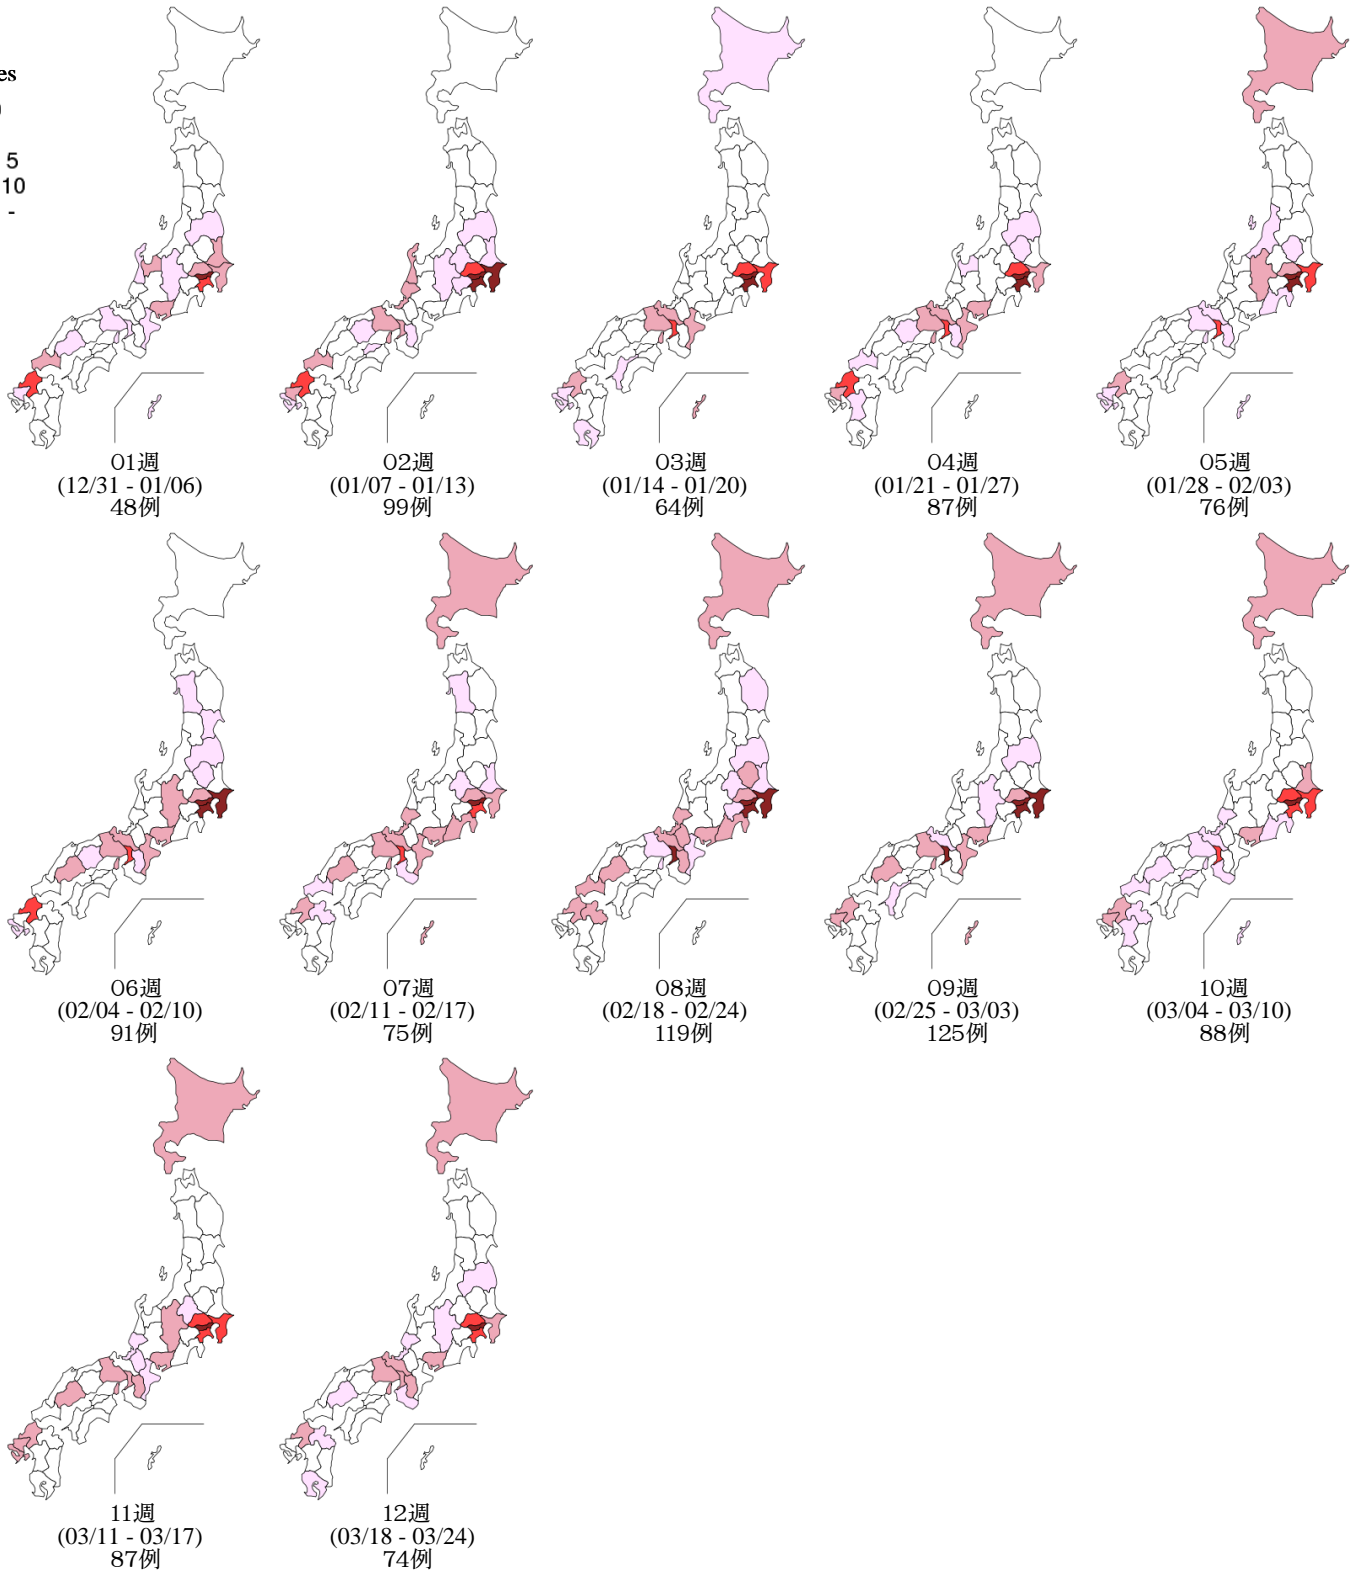 es
5
10
-
01週
(12/31 - 01/06)
48例
02週
(01/07 - 01/13)
99例
03週
(01/14 - 01/20)
64例
04週
(01/21 - 01/27)
87例
05週
(01/28 - 02/03)
76例
06週
(02/04 - 02/10)
91例
07週
(02/11 - 02/17)
75例
08週
(02/18 - 02/24)
119例
09週
(02/25 - 03/03)
125例
10週
(03/04 - 03/10)
88例
11週
(03/11 - 03/17)
87例
12週
(03/18 - 03/24)
74例